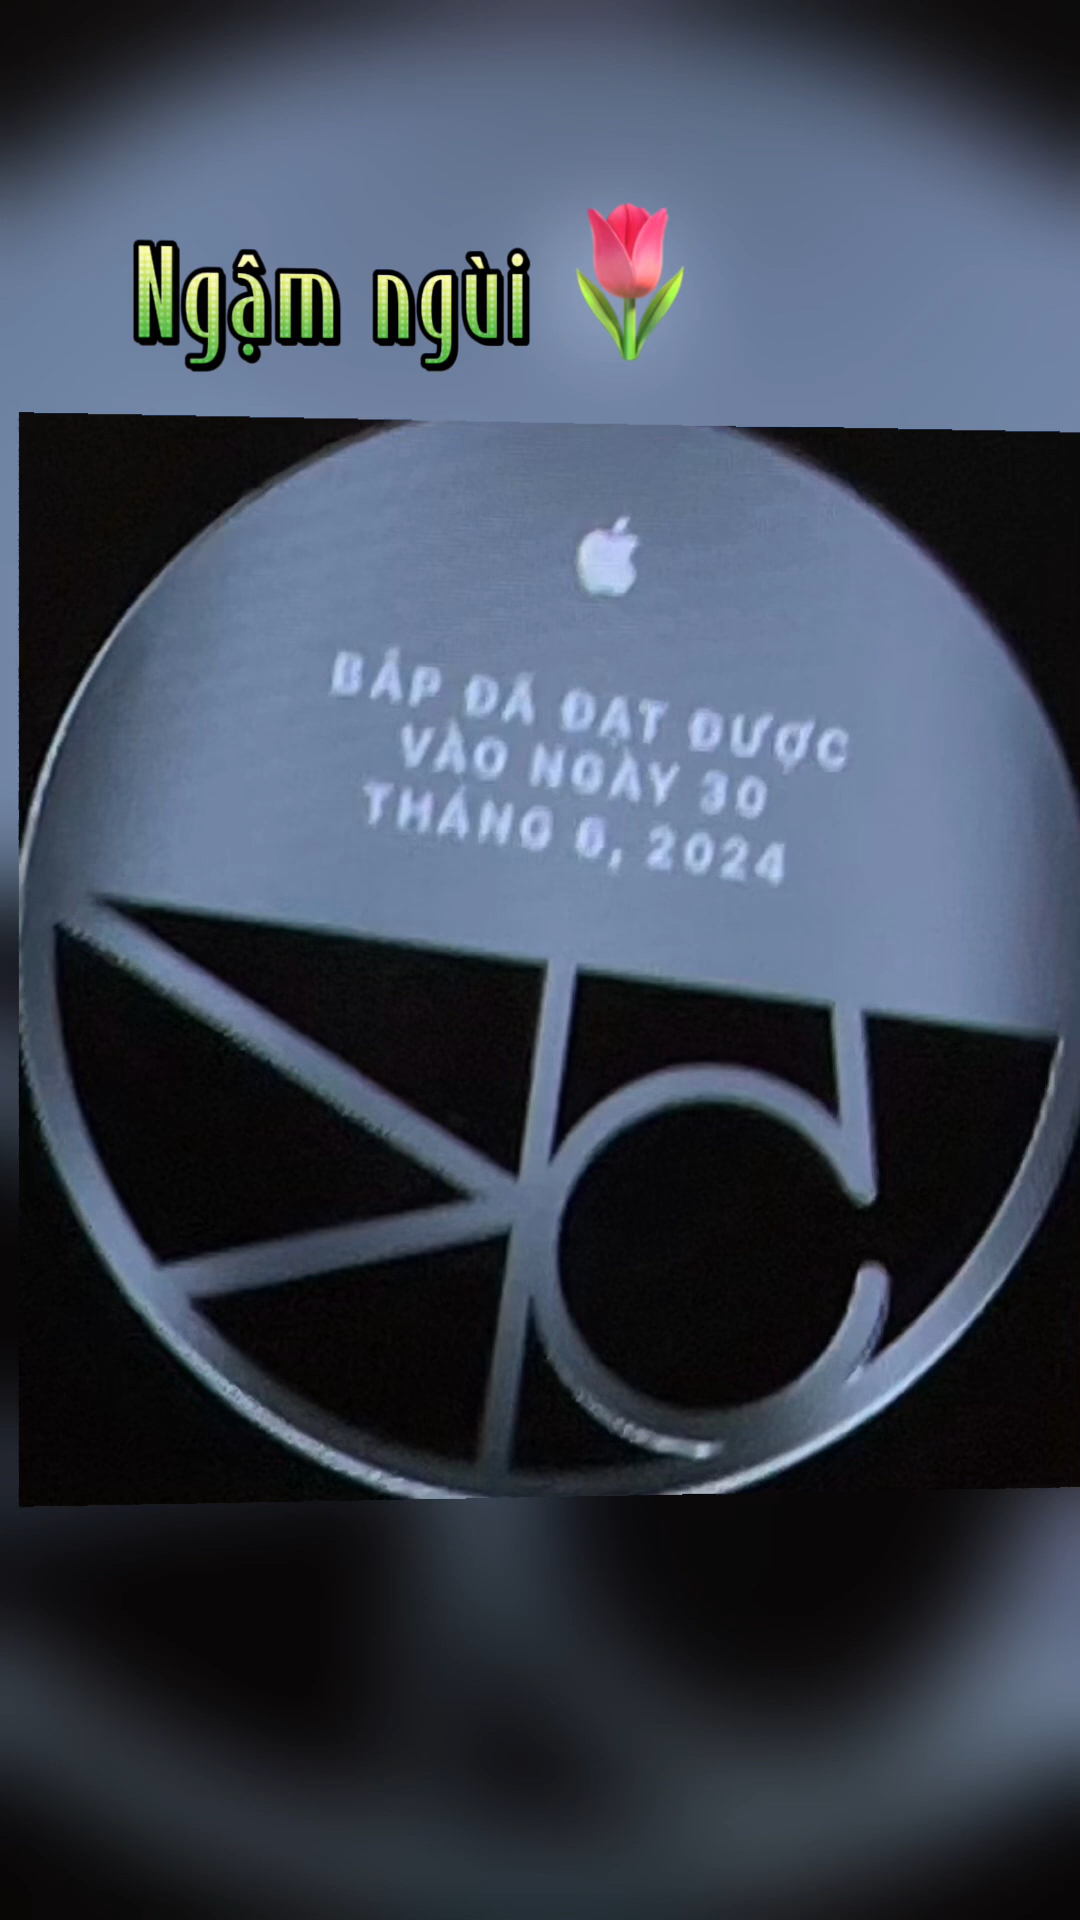 Ngậm ngùi
BẮP ĐÃ ĐẠT ĐƯỢC
VÀO NGÀY 30
THÁNG 6, 2024